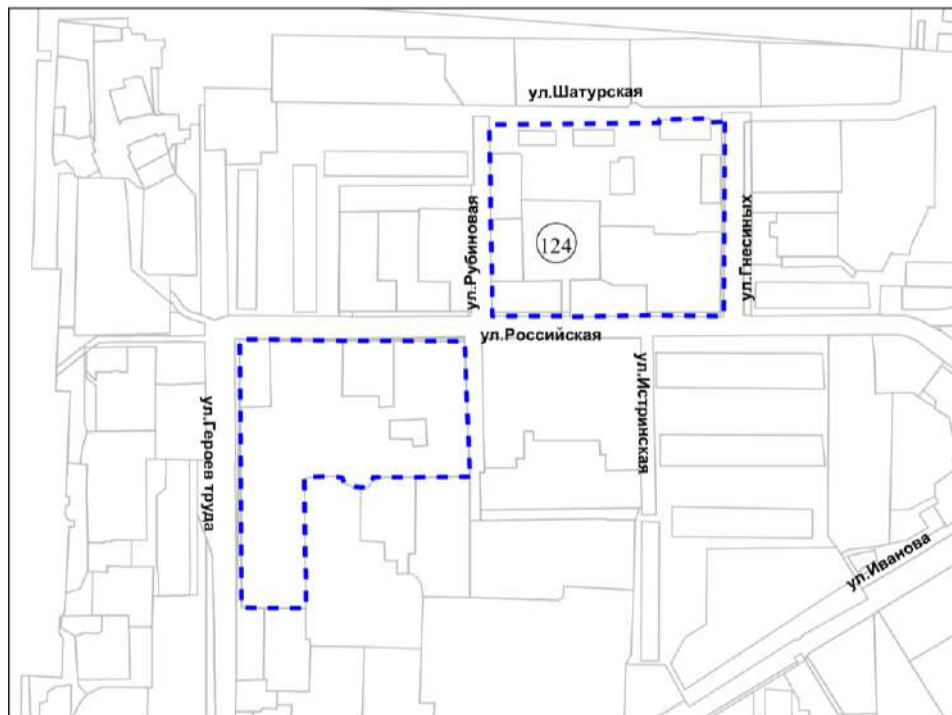 ул.Шатурская
ул.Рубиновая
124
ул.Гнесиных
ул.Российская
ул.Истринская
ул.Героев труда
ул.Иванова